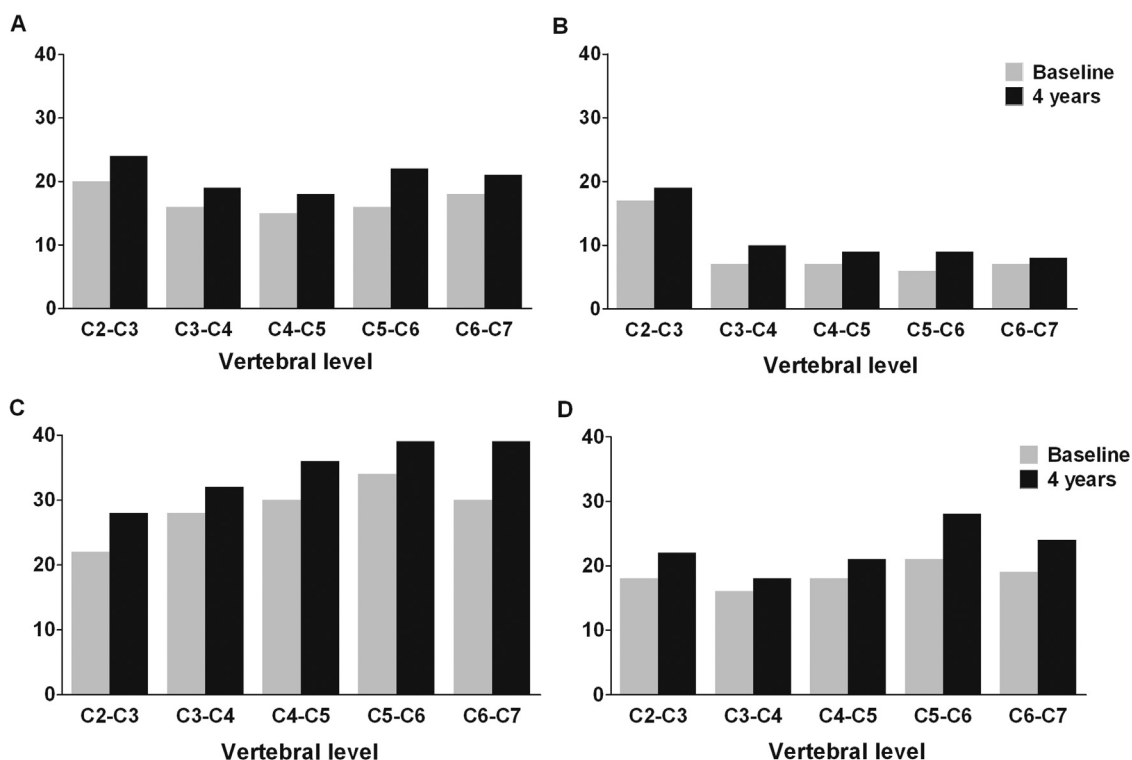 A
40
30
20
10
0
C2-C3 C3-C4 C4-C5 C5-C6 C6-C7
Vertebral level
B
40
30
20
10
0
Baseline
4 years
C2-C3 C3-C4 C4-C5 C5-C6 C6-C7
Vertebral level
C
40
30
20
10
0
C2-C3 C3-C4 C4-C5 C5-C6 C6-C7
Vertebral level
D
40
30
20
10
0
Baseline
4 years
C2-C3 C3-C4 C4-C5 C5-C6 C6-C7
Vertebral level